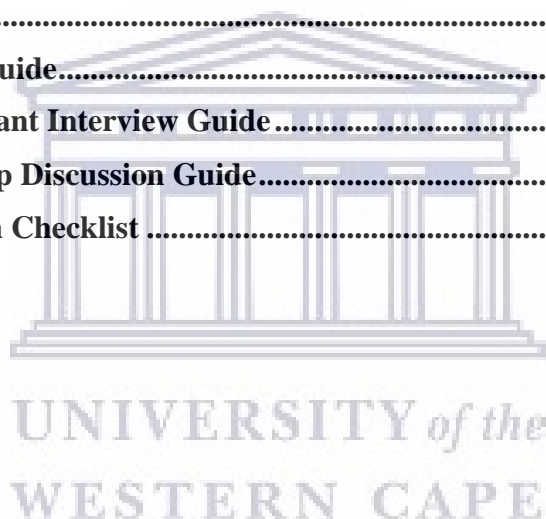 ..........................................................
uide..........................................................
ant Interview Guide..........................................
p Discussion Guide...........................................
n Checklist ..................................................
UNIVERSITY of the
WESTERN CAPE